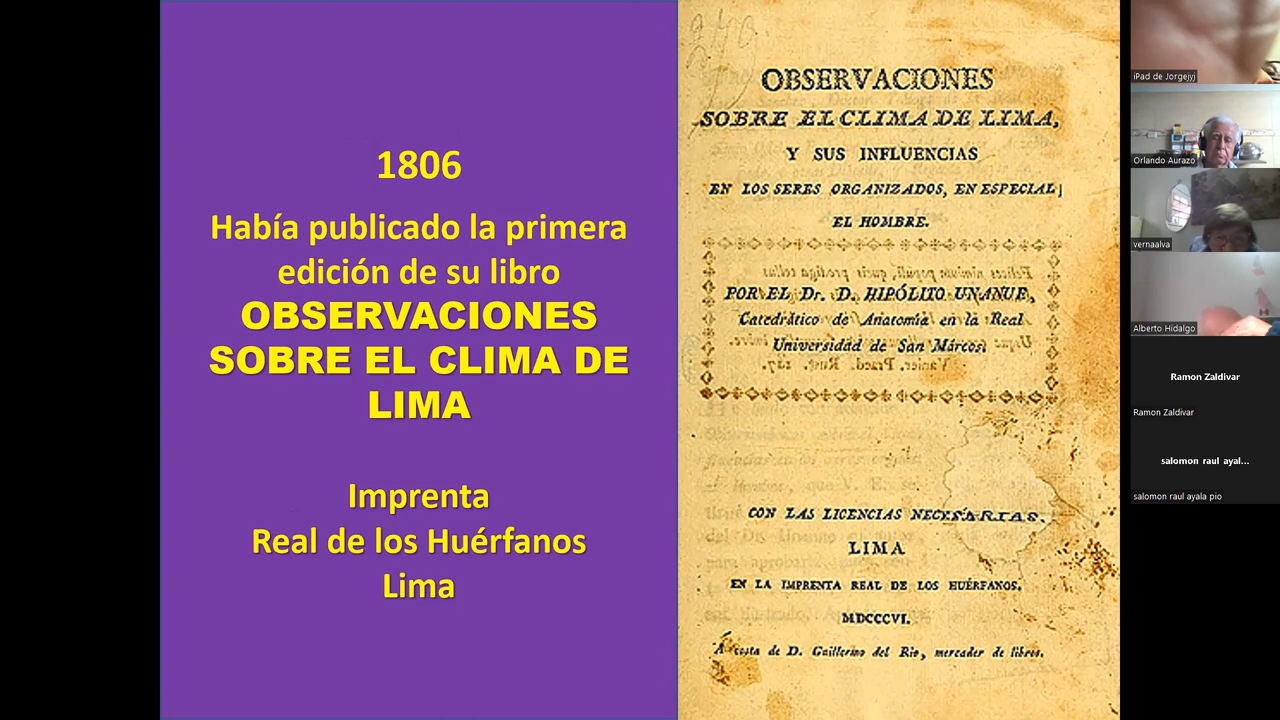 1806
Había publicado la primera
edición de su libro
OBSERVACIONES
SOBRE EL CLIMA DE
LIMA
Imprenta
Real de los Huérfanos
Lima
OBSERVACIONES
SOBRE EL CLIMA DE LIMA,
Y SUS INFLUENCIAS
EN LOS SERES ORGANIZADOS, EN ESPECIAL
EL HOMBRE.
POR EL Dr. D. HIPÓLITO UNANUE,
Catedrático de Anatomía en la Real
Universidad de San Márcos.
CON LAS LICENCIAS NECESARIAS.
LIMA
EN LA IMPRENTA REAL DE LOS HUÉRFANOS.
MDCCCVI.
Á costa de D. Guillermo del Rio, mercader de libros.
iPad de Jorgejyj
Orlando Aurazo
vernaalva
Alberto Hidalgo
Ramon Zaldivar
Ramon Zaldivar
salomon raul ayal...
salomon raul ayala pio